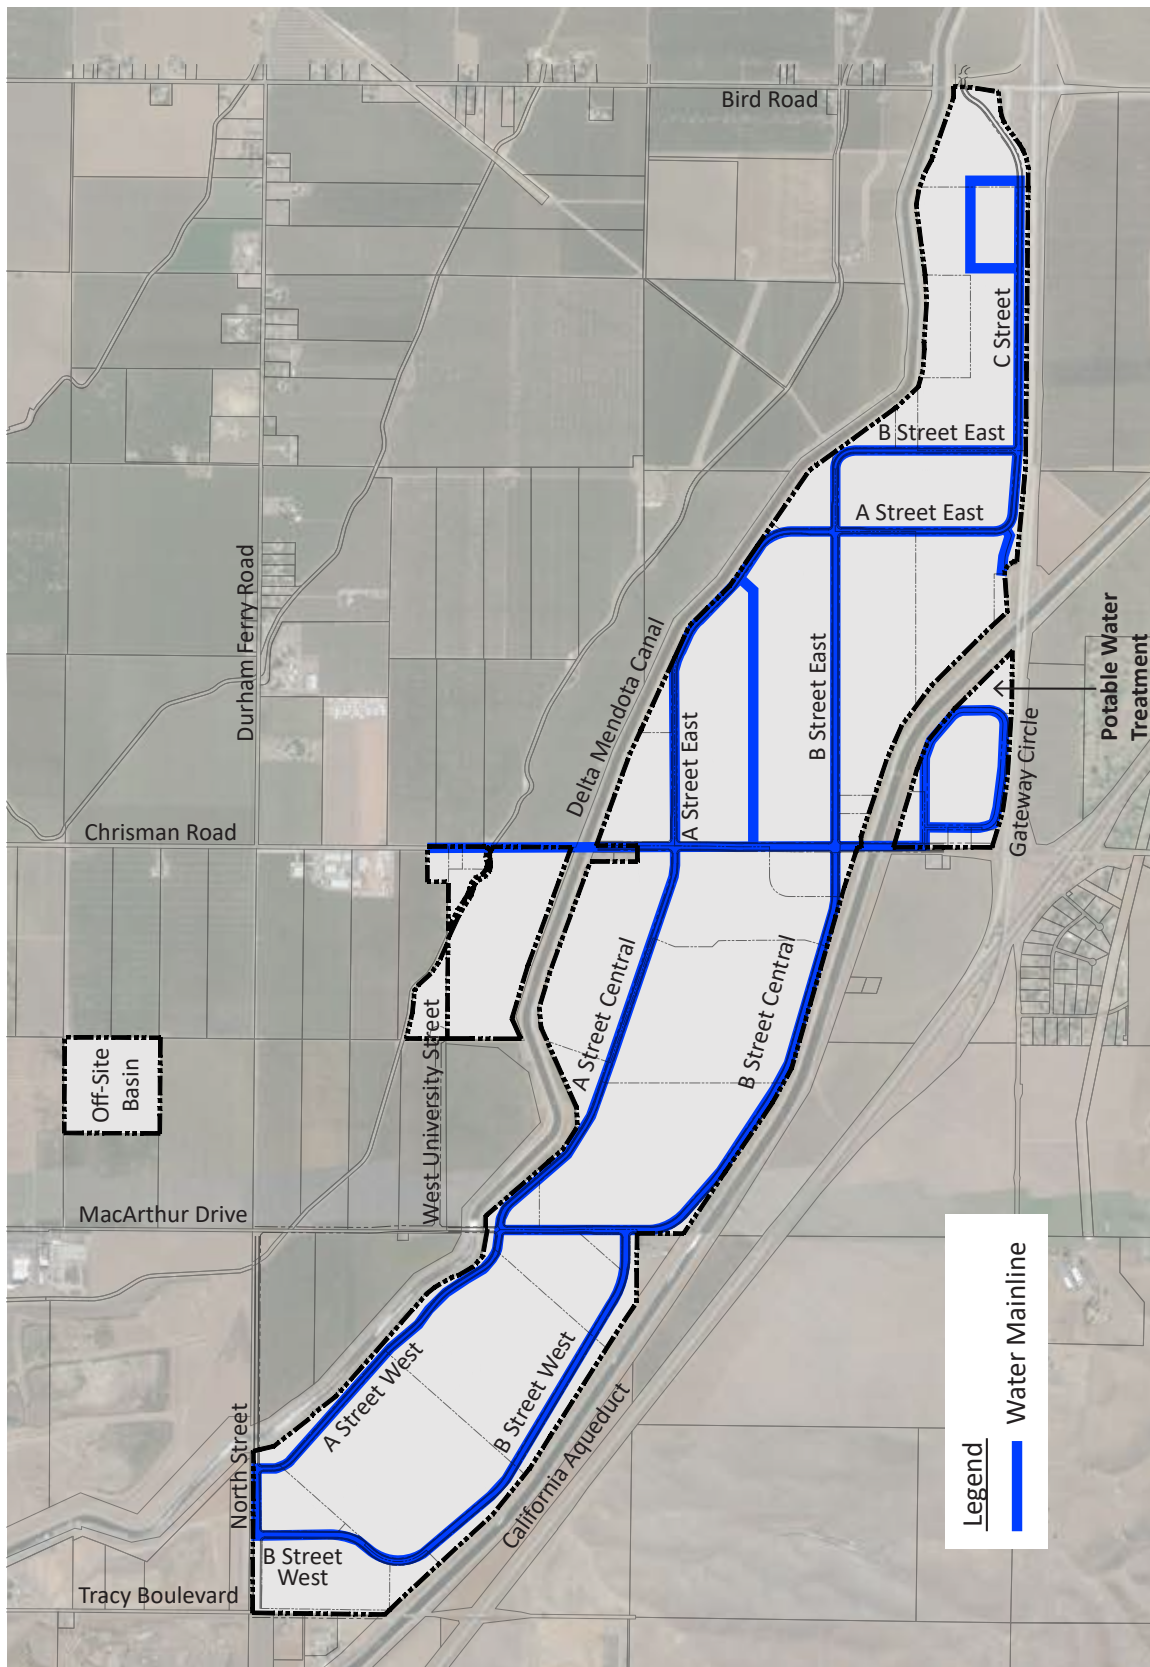 Bird Road
C Street
B Street East
A Street East
Durham Ferry Road
Delta Mendota Canal
A Street East
B Street East
Potable Water
Treatment
Gateway Circle
Chrisman Road
Off-Site
Basin
West University Street
A Street Central
B Street Central
MacArthur Drive
North Street
A Street West
B Street West
California Aqueduct
B Street
West
Tracy Boulevard
Legend
Water Mainline